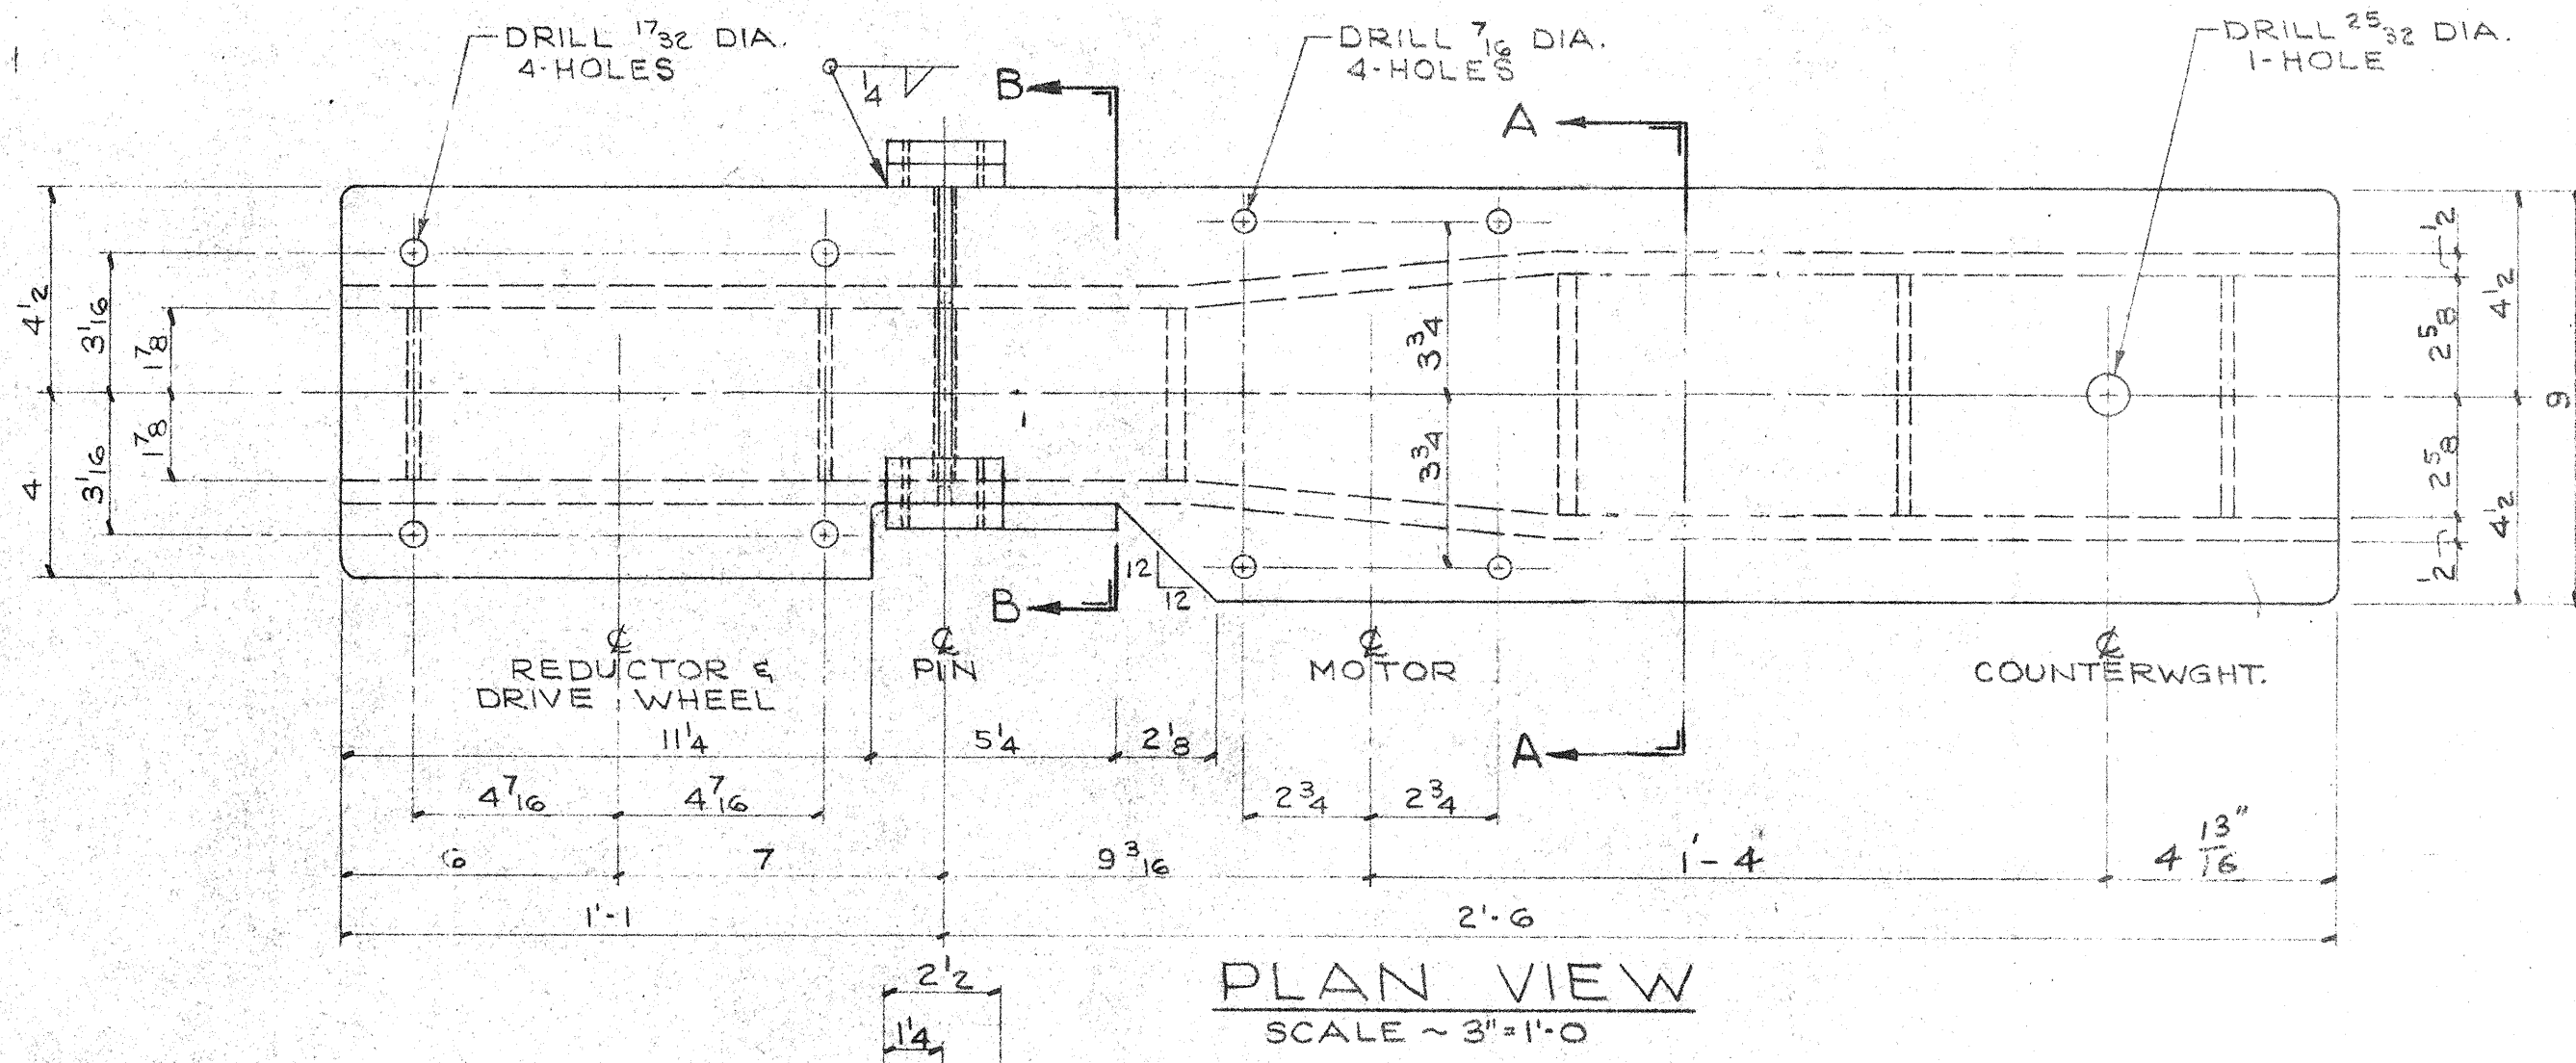 DRILL 17/32 DIA.
4-HOLES
1/4
B
DRILL 7/16 DIA.
4-HOLES
A
DRILL 25/32 DIA.
1-HOLE
4 1/2
3 1/16
1 7/8
4
3 1/16
1 7/8
3 3/4
3 3/4
1/2
2 5/8
4 1/2
9
2 5/8
4 1/2
1/2
12
12
B
℄
REDUCTOR &
DRIVE WHEEL
℄
PIN
℄
MOTOR
℄
COUNTERWGHT.
A
11 1/4
5 1/4
2 1/8
4 7/16
4 7/16
2 3/4
2 3/4
6
7
9 3/16
1'-4
4 13/16"
1'-1
2'-6
2 1/2
1 1/4
PLAN VIEW
SCALE ~ 3"=1'-0